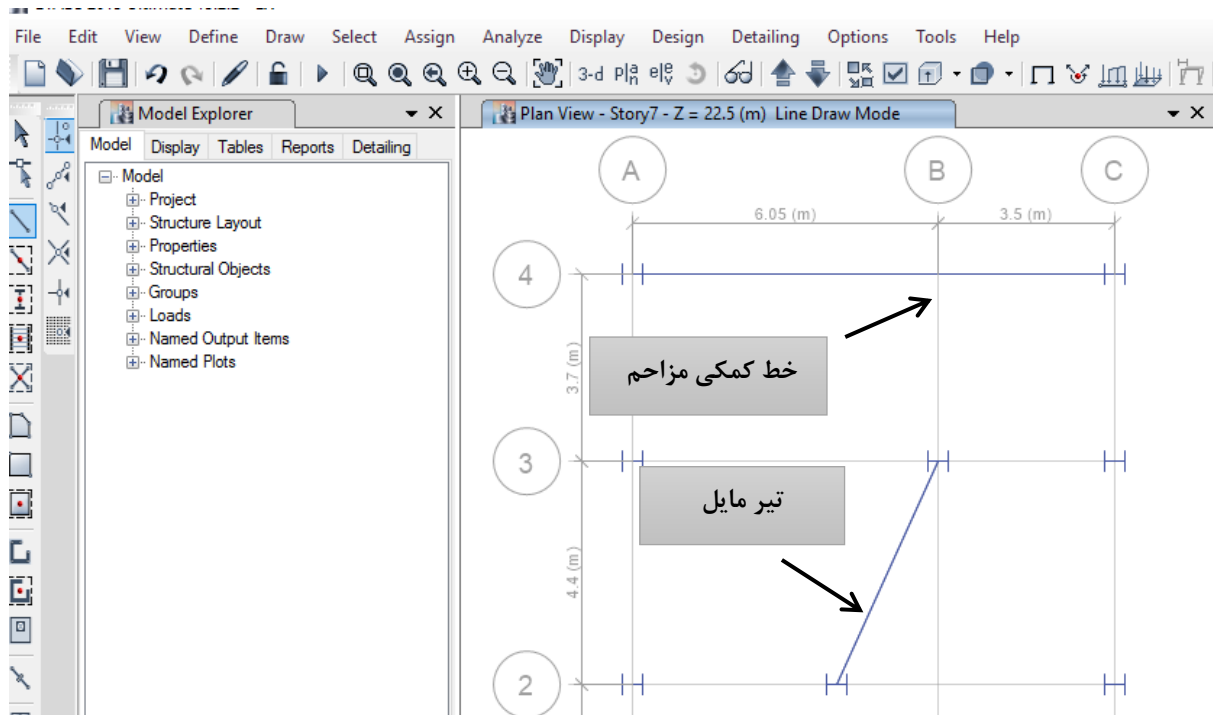 File Edit View Define Draw Select Assign Analyze Display Design Detailing Options Tools Help
3-d
Model Explorer
Plan View - Story7 - Z = 22.5 (m) Line Draw Mode
Model Display Tables Reports Detailing
Model
Project
Structure Layout
Properties
Structural Objects
Groups
Loads
Named Output Items
Named Plots
A
B
C
6.05 (m)
3.5 (m)
4
خط کمکی مزاحم
3.7 (m)
3
تیر مایل
4.4 (m)
2